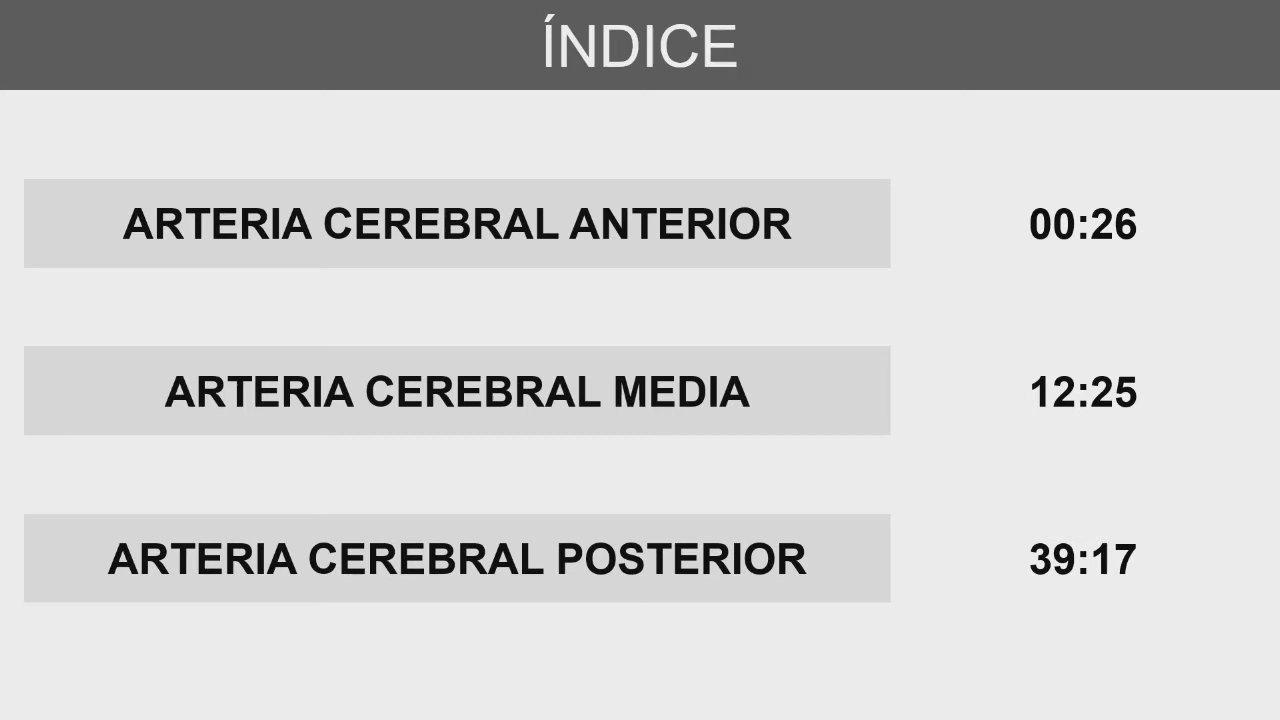 ÍNDICE
ARTERIA CEREBRAL ANTERIOR 00:26
ARTERIA CEREBRAL MEDIA 12:25
ARTERIA CEREBRAL POSTERIOR 39:17